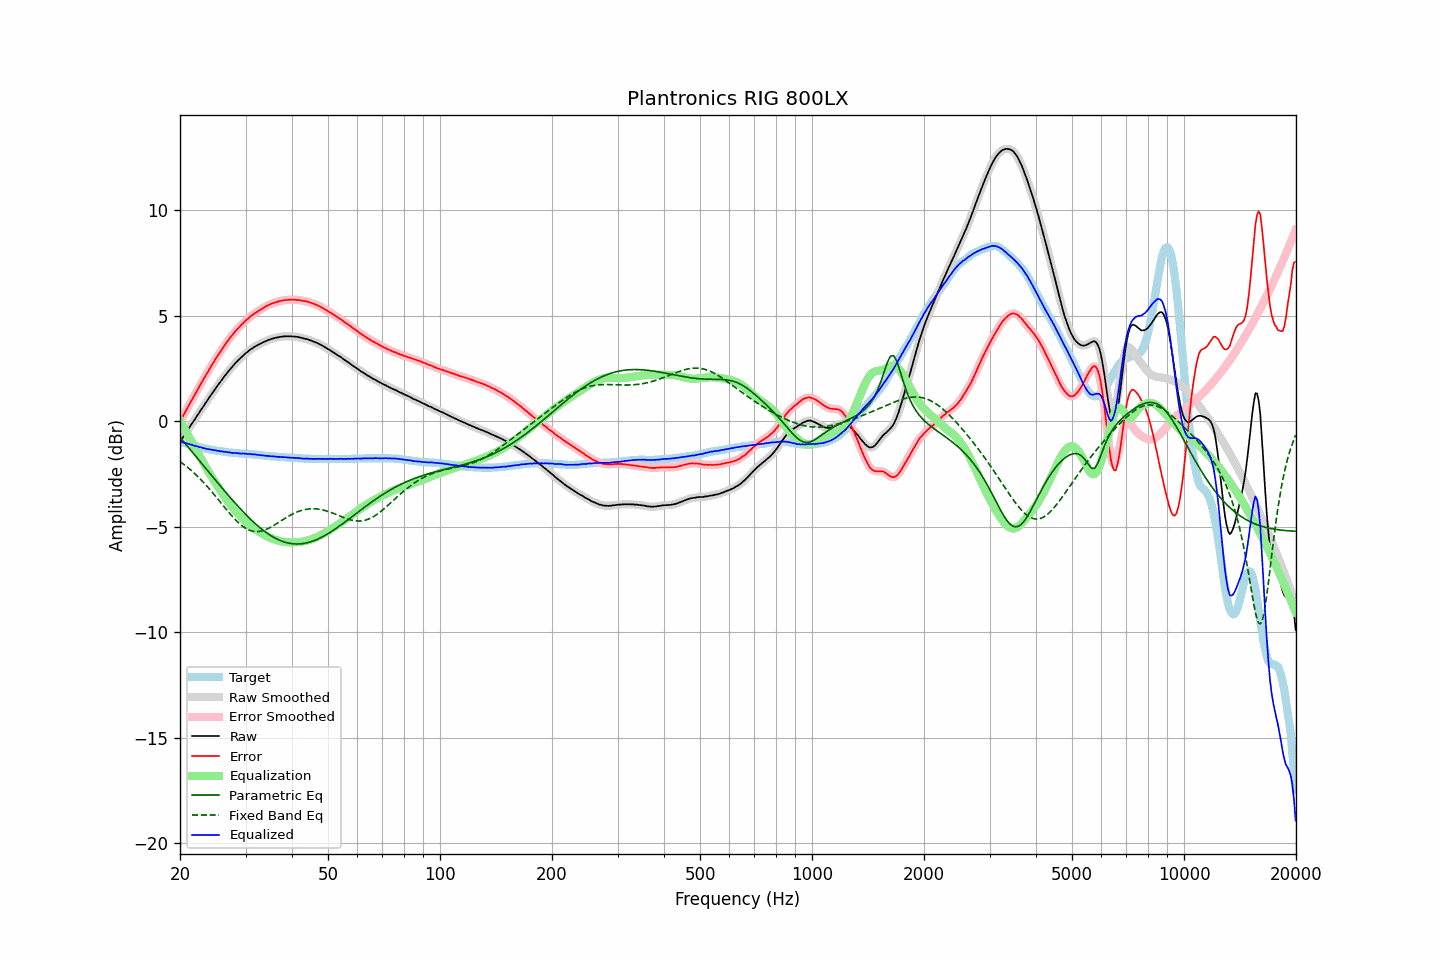 Plantronics RIG 800LX
Amplitude (dBr)
10
5
0
−5
−10
−15
−20
Target
Raw Smoothed
Error Smoothed
Raw
Error
Equalization
Parametric Eq
Fixed Band Eq
Equalized
20 50 100 200 500 1000 2000 5000 10000 20000
Frequency (Hz)